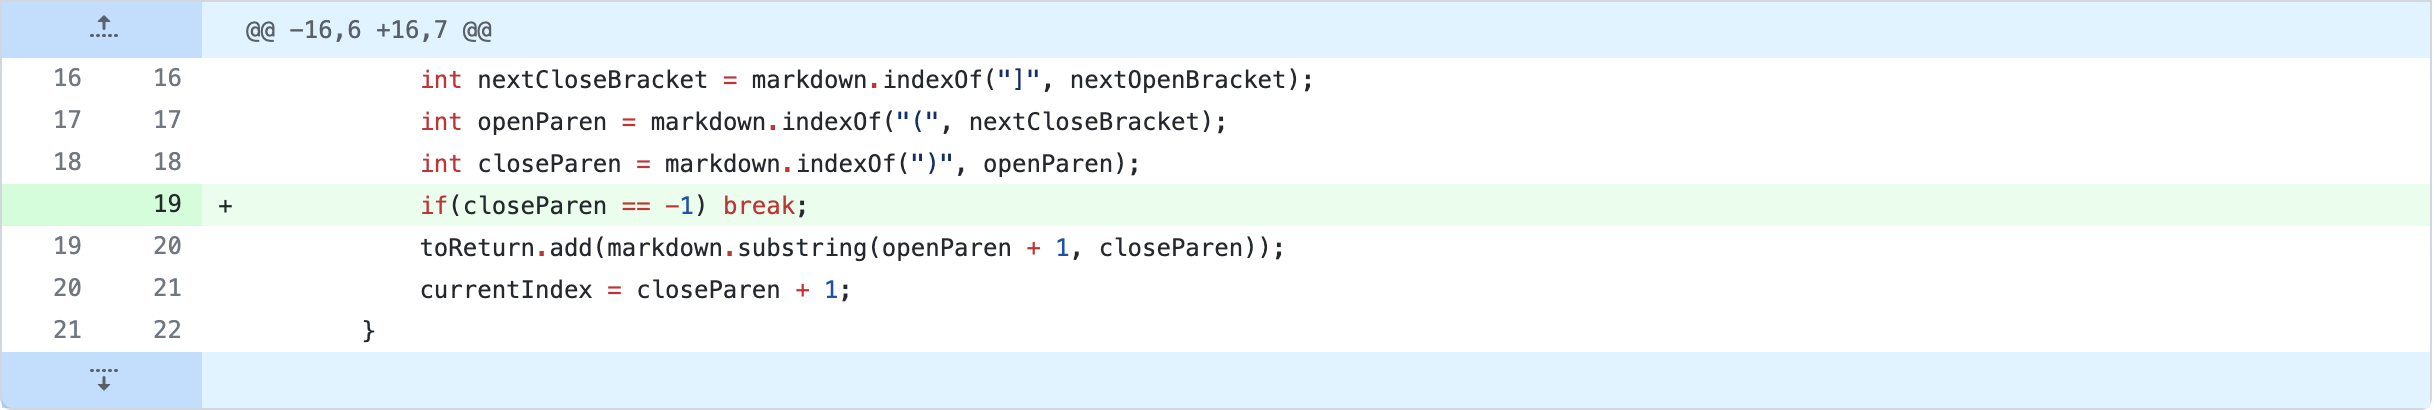 @@ -16,6 +16,7 @@
16 16 int nextCloseBracket = markdown.indexOf("]", nextOpenBracket);
17 17 int openParen = markdown.indexOf("(", nextCloseBracket);
18 18 int closeParen = markdown.indexOf(")", openParen);
19 + if(closeParen == -1) break;
19 20 toReturn.add(markdown.substring(openParen + 1, closeParen));
20 21 currentIndex = closeParen + 1;
21 22 }